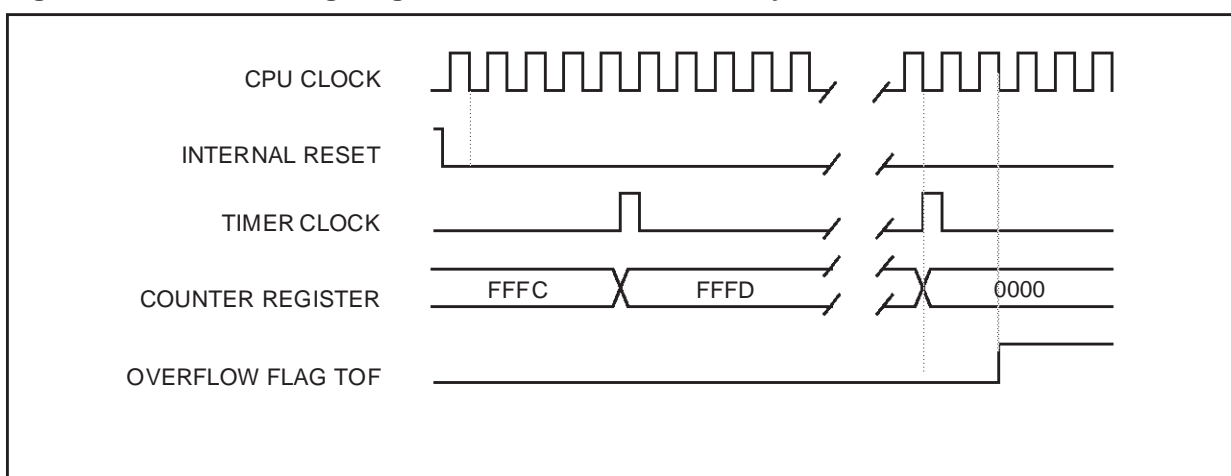 CPU CLOCK
INTERNAL RESET
TIMER CLOCK
COUNTER REGISTER
FFFC
FFFD
0000
OVERFLOW FLAG TOF